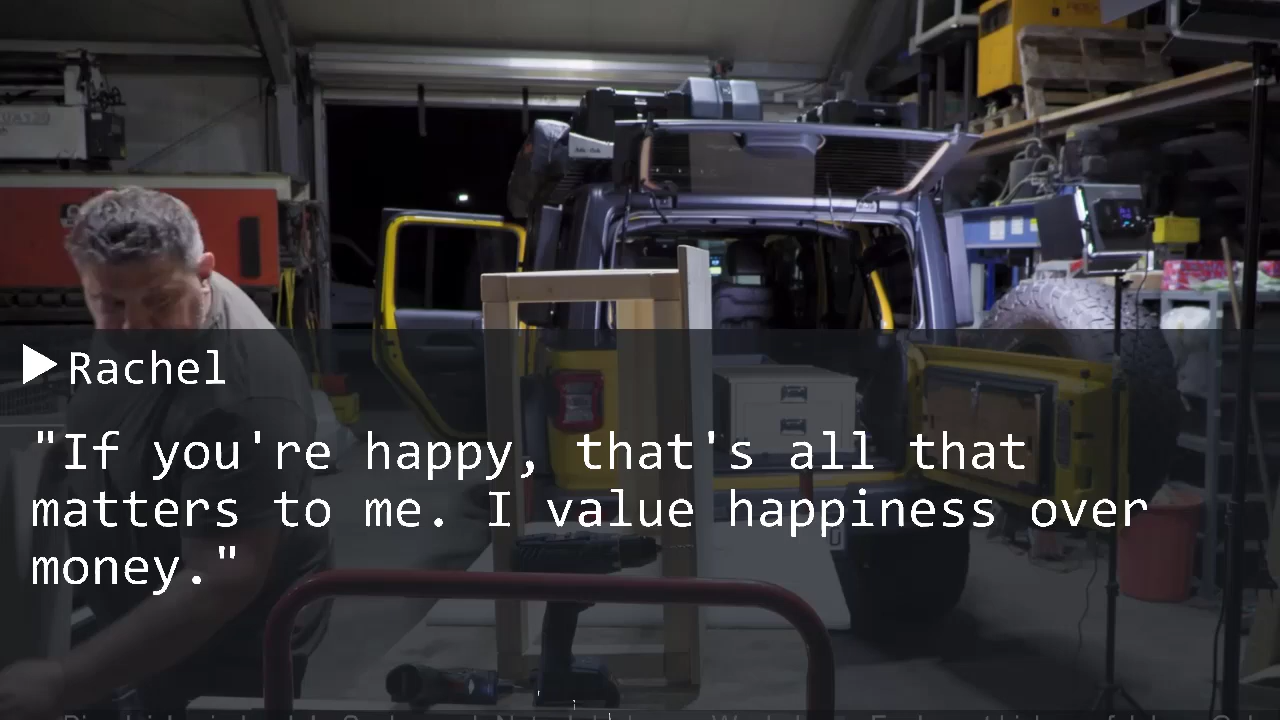 Rachel
"If you're happy, that's all that
matters to me. I value happiness over
money."